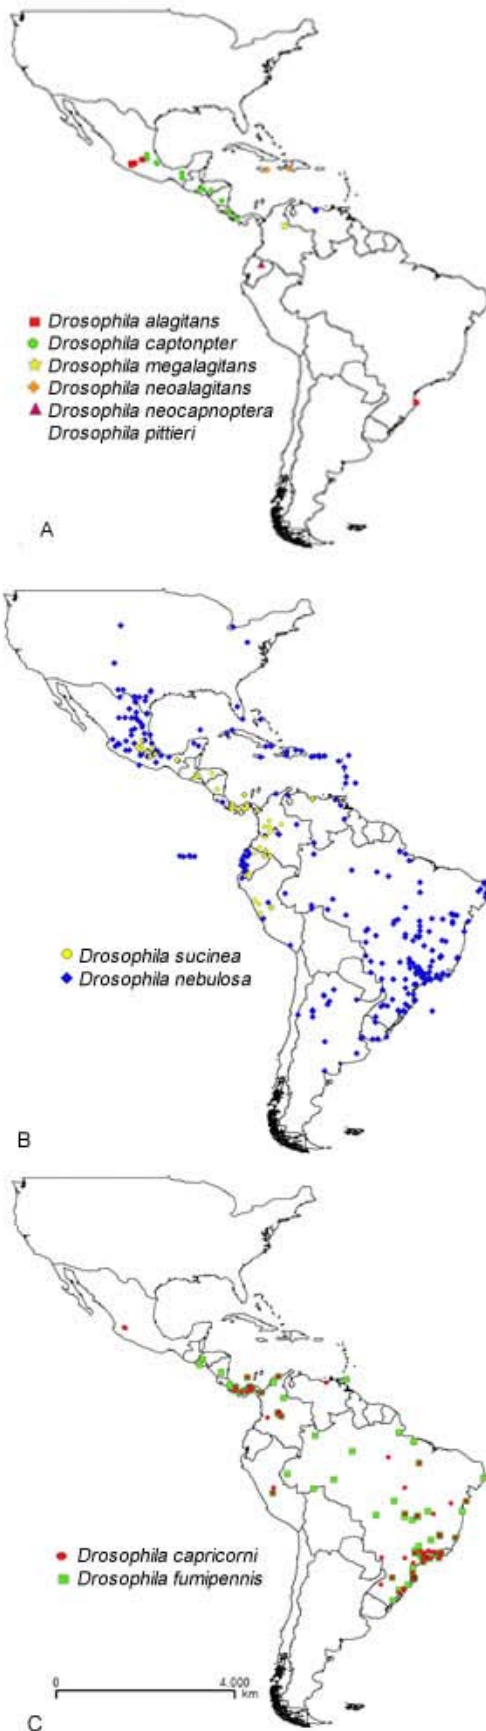 Drosophila alagitans
Drosophila captonpter
Drosophila megalagitans
Drosophila neoalagitans
Drosophila neocapnoptera
Drosophila pittieri
A
Drosophila sucinea
Drosophila nebulosa
B
Drosophila capricorni
Drosophila fumipennis
0 4,000
km
C